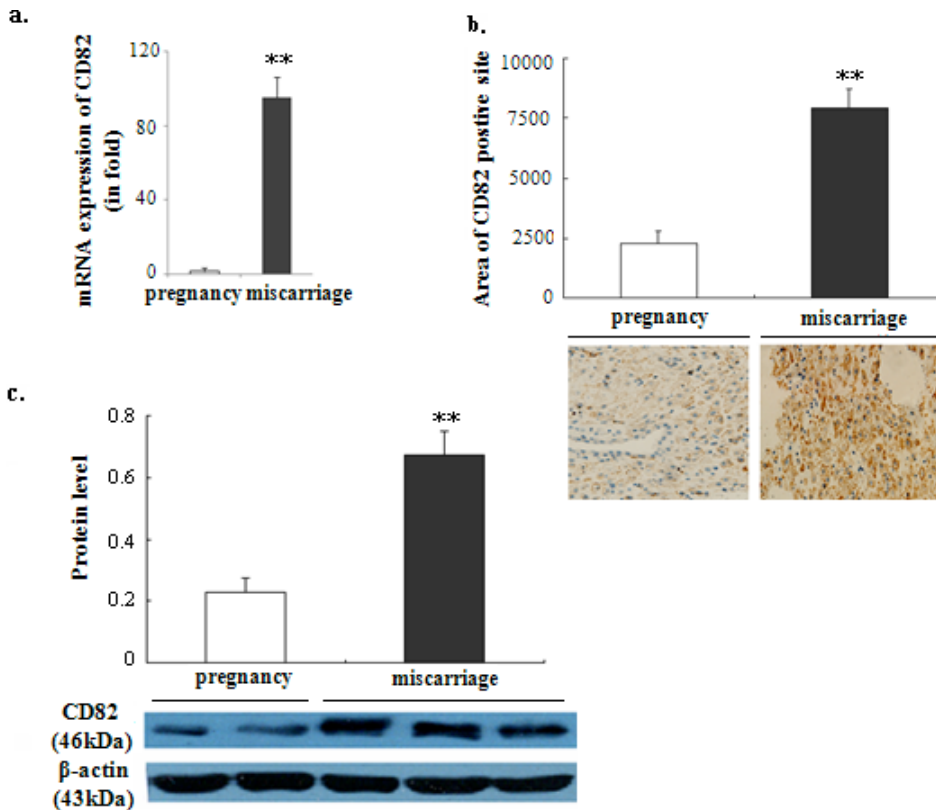 a.
mRNA expression of CD82
(in fold)
120
80
40
0
**
pregnancy miscarriage
b.
Area of CD82 postive site
10000
7500
5000
2500
0
**
pregnancy
miscarriage
c.
Protein level
0.8
0.6
0.4
0.2
0
**
pregnancy
miscarriage
CD82
(46kDa)
β-actin
(43kDa)